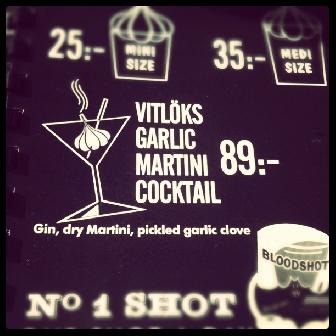 25:-
MINI
SIZE
35:-
MEDI
SIZE
VITLÖKS
GARLIC
MARTINI
COCKTAIL
89:-
Gin, dry Martini, pickled garlic clove
BLOODSHOT
Nº 1 SHOT